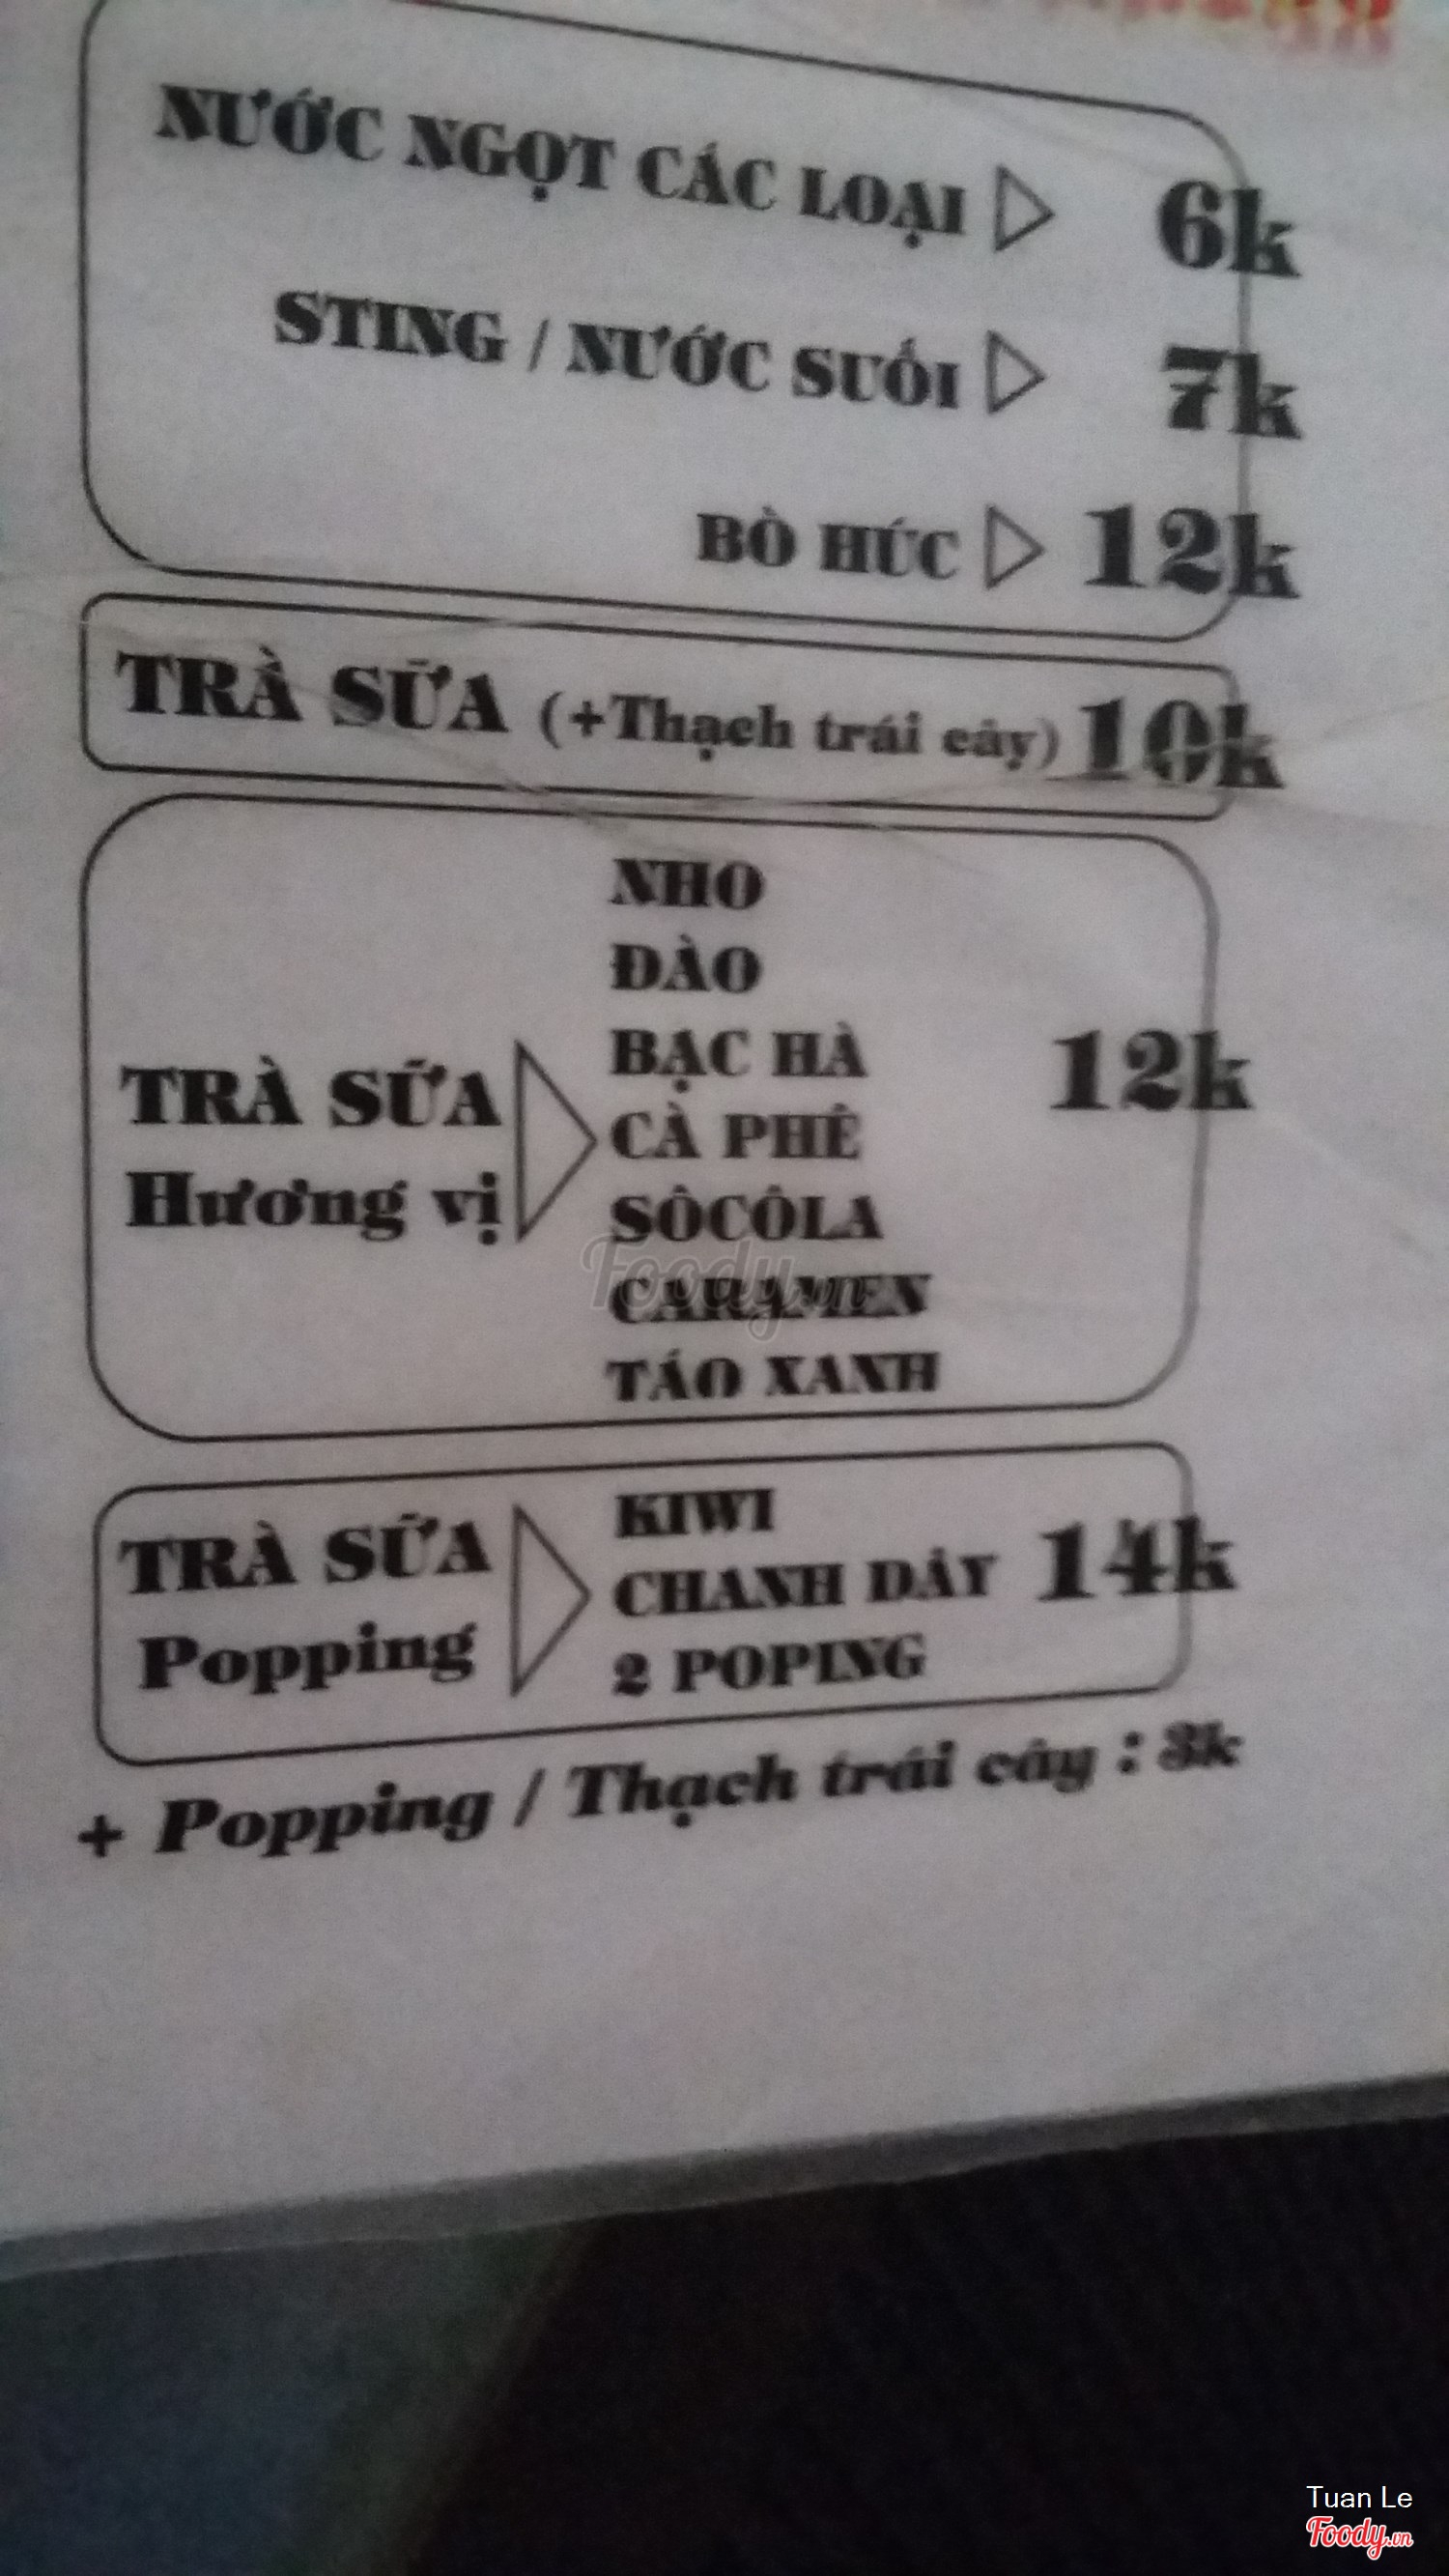 NƯỚC NGỌT CÁC LOẠI 6k
STING / NƯỚC SUỐI 7k
BÒ HÚC 12k
TRÀ SỮA (+Thạch trái cây) 10k
NHO
ĐÀO
BẠC HÀ
CÀ PHÊ
SÔCÔLA
CARAMEN
TÁO XANH
TRÀ SỮA
Hương vị
12k
TRÀ SỮA
Popping
KIWI
CHANH DÂY
2 POPING
14k
+ Popping / Thạch trái cây : 3k
Foody.vn
Tuan Le
Foody.vn